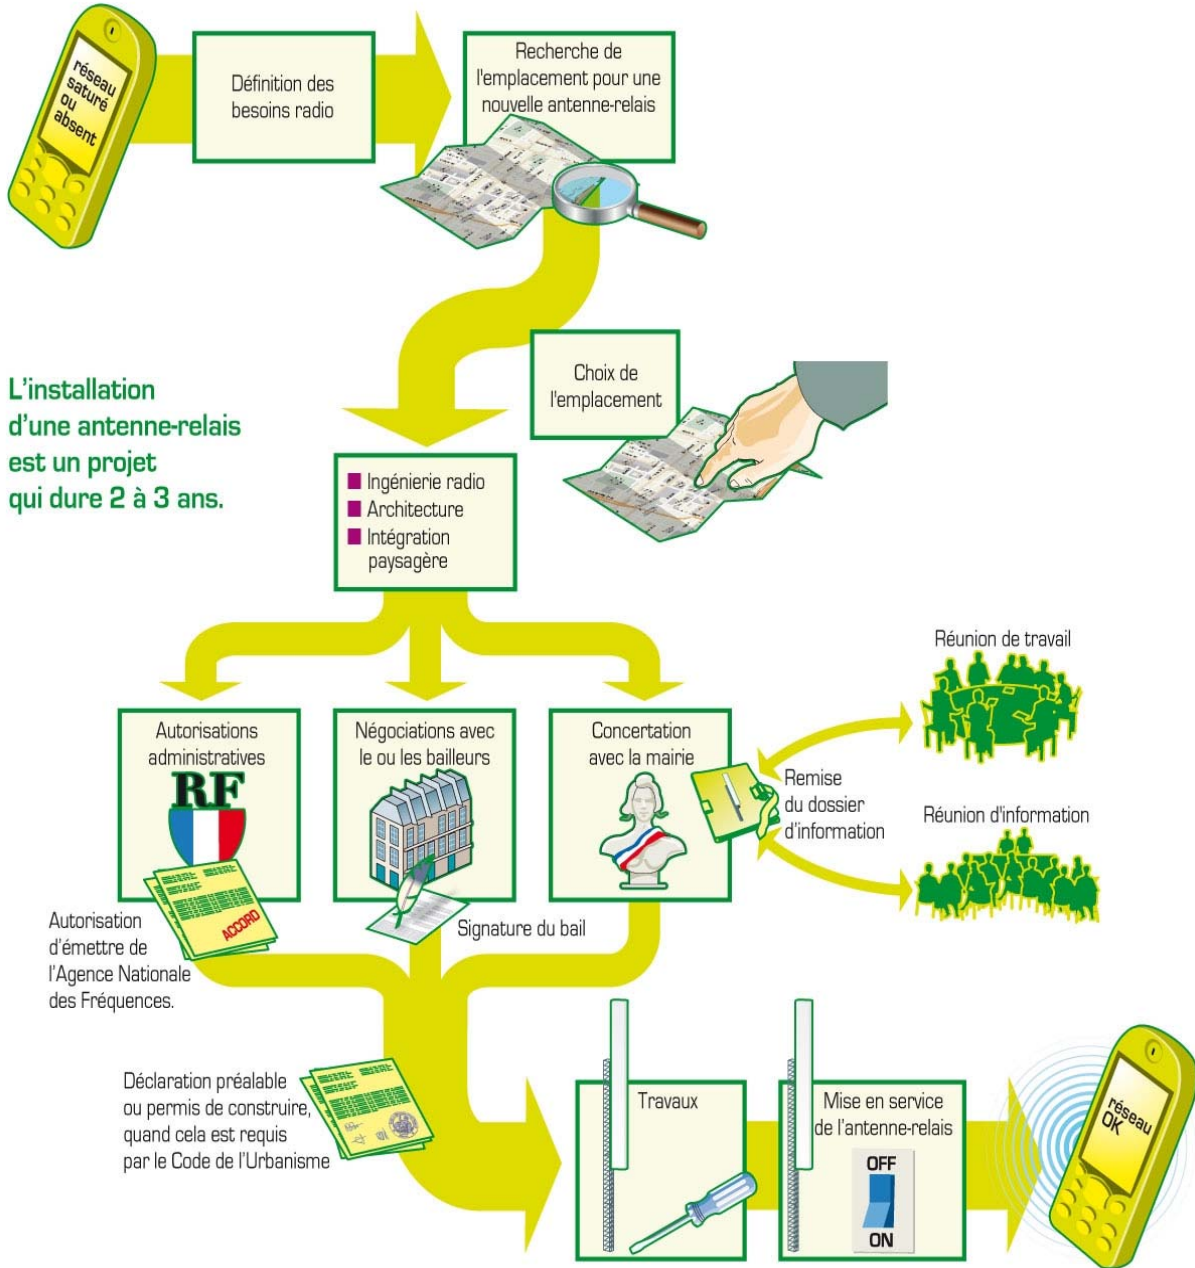 réseau
saturé
ou
absent
Définition des
besoins radio
Recherche de
l'emplacement pour une
nouvelle antenne-relais
L'installation
d'une antenne-relais
est un projet
qui dure 2 à 3 ans.
Choix de
l'emplacement
Ingénierie radio
Architecture
Intégration
paysagère
Autorisations
administratives
RF
Négociations avec
le ou les bailleurs
Concertation
avec la mairie
Remise
du dossier
d'information
Réunion de travail
Réunion d'information
ACCORD
Autorisation
d'émettre de
l'Agence Nationale
des Fréquences.
Signature du bail
Déclaration préalable
ou permis de construire,
quand cela est requis
par le Code de l'Urbanisme
Travaux
Mise en service
de l'antenne-relais
OFF
ON
réseau
OK